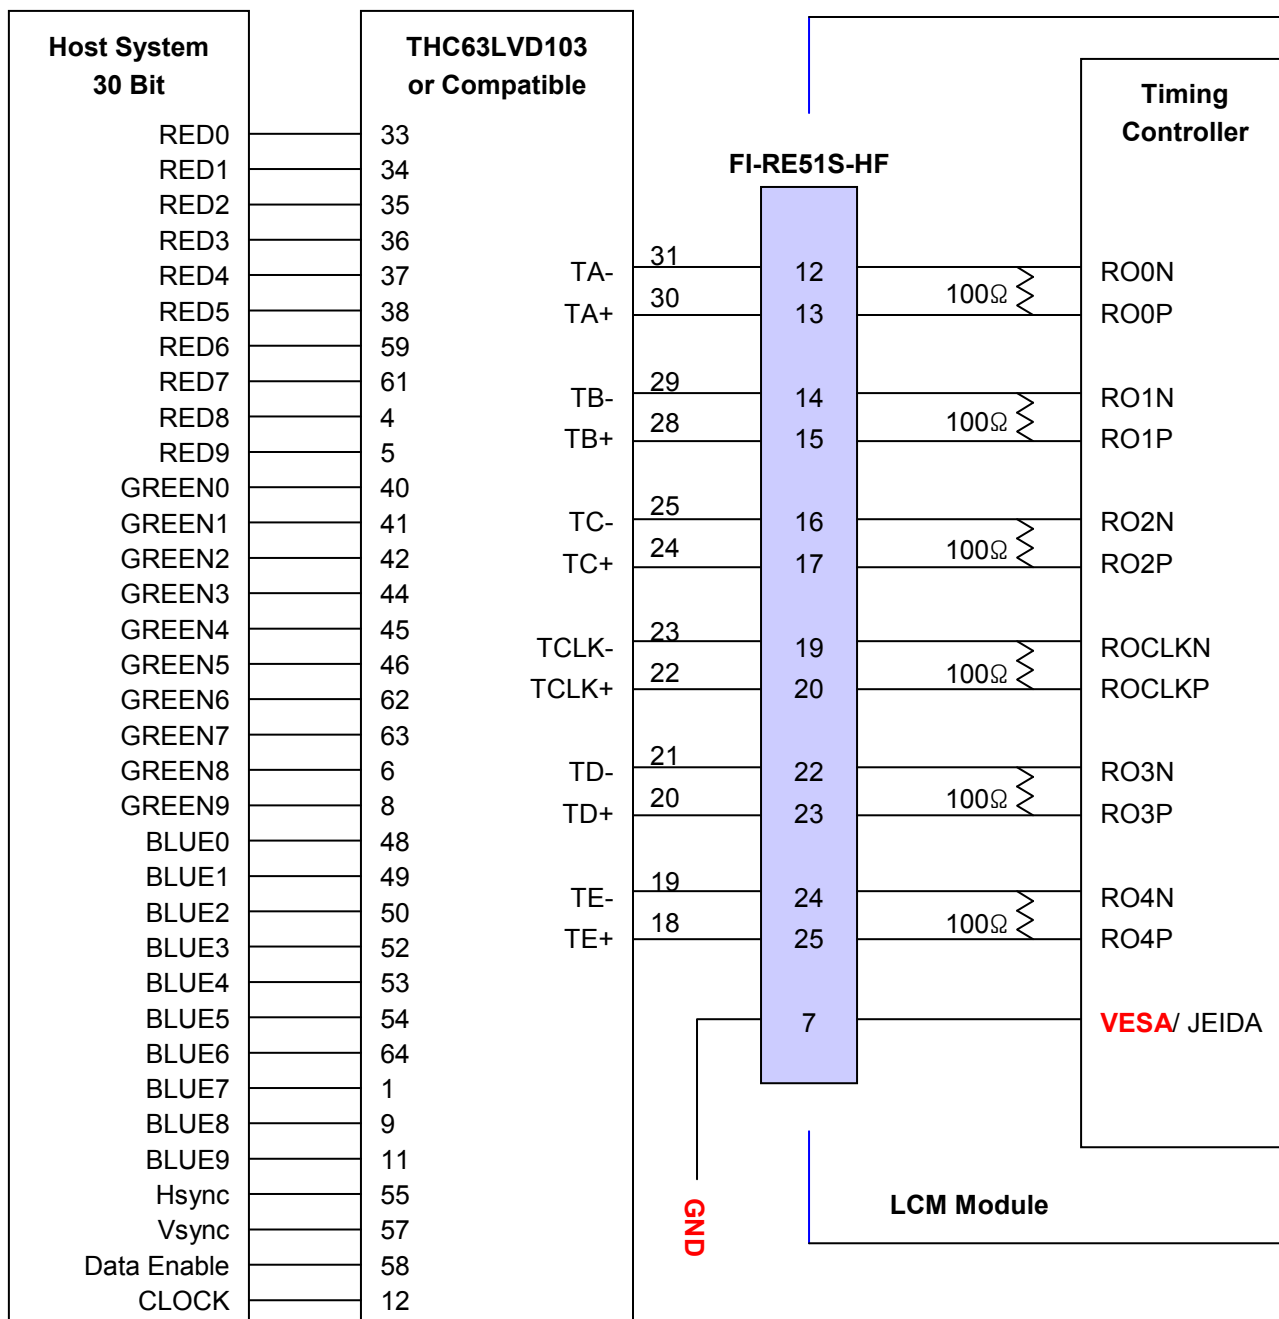 Host System
30 Bit
THC63LVD103
or Compatible
Timing
Controller
FI-RE51S-HF
RED0 33
RED1 34
RED2 35
RED3 36
RED4 37
RED5 38
RED6 59
RED7 61
RED8 4
RED9 5
GREEN0 40
GREEN1 41
GREEN2 42
GREEN3 44
GREEN4 45
GREEN5 46
GREEN6 62
GREEN7 63
GREEN8 6
GREEN9 8
BLUE0 48
BLUE1 49
BLUE2 50
BLUE3 52
BLUE4 53
BLUE5 54
BLUE6 64
BLUE7 1
BLUE8 9
BLUE9 11
Hsync 55
Vsync 57
Data Enable 58
CLOCK 12
TA- 31 12 RO0N
100Ω
TA+ 30 13 RO0P
TB- 29 14 RO1N
100Ω
TB+ 28 15 RO1P
TC- 25 16 RO2N
100Ω
TC+ 24 17 RO2P
TCLK- 23 19 ROCLKN
100Ω
TCLK+ 22 20 ROCLKP
TD- 21 22 RO3N
100Ω
TD+ 20 23 RO3P
TE- 19 24 RO4N
100Ω
TE+ 18 25 RO4P
7 VESA/ JEIDA
GND
LCM Module